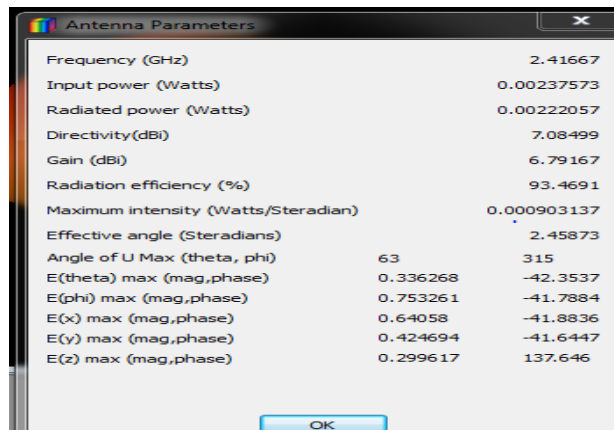 Antenna Parameters
Frequency (GHz) 2.41667
Input power (Watts) 0.00237573
Radiated power (Watts) 0.00222057
Directivity(dBi) 7.08499
Gain (dBi) 6.79167
Radiation efficiency (%) 93.4691
Maximum intensity (Watts/Steradian) 0.000903137
Effective angle (Steradians) 2.45873
Angle of U Max (theta, phi) 63 315
E(theta) max (mag,phase) 0.336268 -42.3537
E(phi) max (mag,phase) 0.753261 -41.7884
E(x) max (mag,phase) 0.64058 -41.8836
E(y) max (mag,phase) 0.424694 -41.6447
E(z) max (mag,phase) 0.299617 137.646
OK